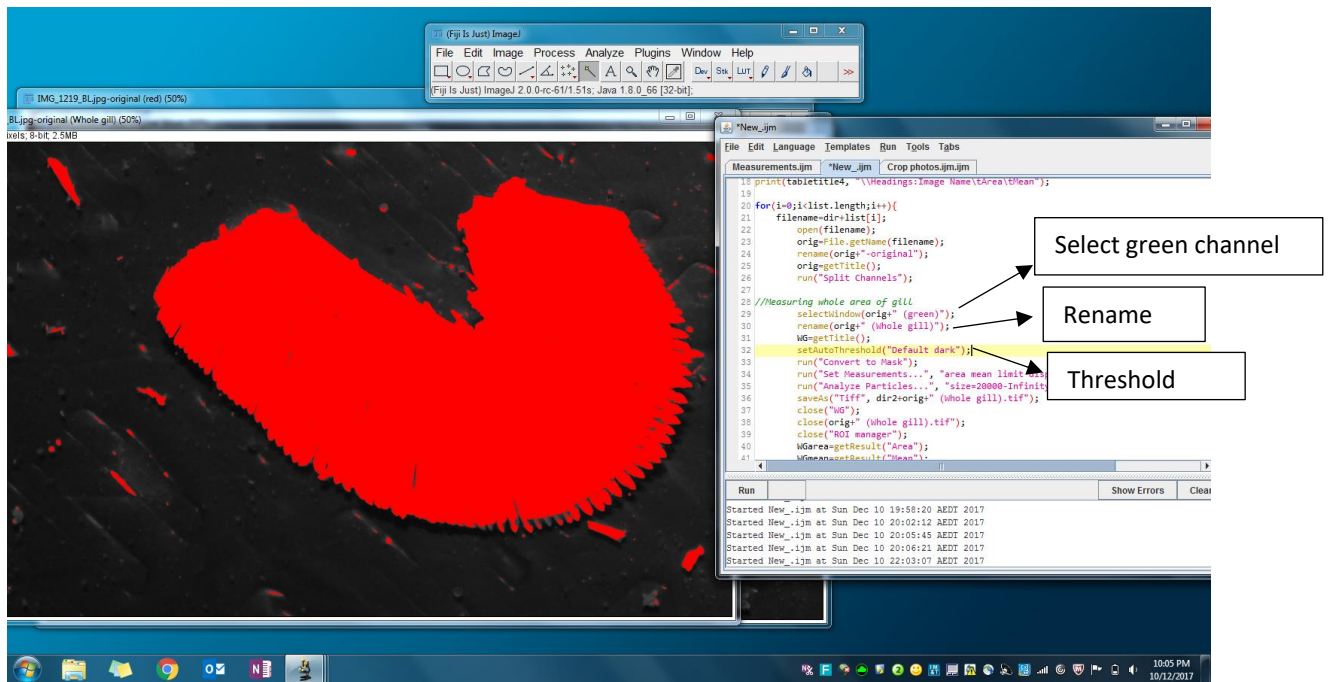 (Fiji Is Just) ImageJ
File Edit Image Process Analyze Plugins Window Help
Dev Stk LUT >>
(Fiji Is Just) ImageJ 2.0.0-rc-61/1.51s; Java 1.8.0_66 [32-bit];
IMG_1219_BL.jpg-original (red) (50%)
BL.jpg-original (Whole gill) (50%)
xels; 8-bit; 2.5MB
*New_.ijm
File Edit Language Templates Run Tools Tabs
Measurements.ijm *New_.ijm Crop photos.ijm.ijm
18 print(tabletitle4, "\\Headings:Image Name\tArea\tMean");
19
20 for(i=0;i<list.length;i++){
21 filename=dir+list[i];
22 open(filename);
23 orig=File.getName(filename);
24 rename(orig+"-original");
25 orig=getTitle();
26 run("Split Channels");
27
28 //Measuring whole area of gill
29 selectWindow(orig+" (green)");
30 rename(orig+" (Whole gill)");
31 WG=getTitle();
32 setAutoThreshold("Default dark");
33 run("Convert to Mask");
34 run("Set Measurements...", "area mean limit
35 run("Analyze Particles...", "size=20000-Infinity
36 saveAs("Tiff", dir2+orig+" (Whole gill).tif");
37 close("WG");
38 close(orig+" (Whole gill).tif");
39 close("ROI manager");
40 WGarea=getResult("Area");
41 WGmean=getResult("Mean");
Select green channel
Rename
Threshold
Run
Show Errors
Clear
Started New_.ijm at Sun Dec 10 19:58:20 AEDT 2017
Started New_.ijm at Sun Dec 10 20:02:12 AEDT 2017
Started New_.ijm at Sun Dec 10 20:05:45 AEDT 2017
Started New_.ijm at Sun Dec 10 20:06:21 AEDT 2017
Started New_.ijm at Sun Dec 10 22:03:07 AEDT 2017
10:05 PM
10/12/2017